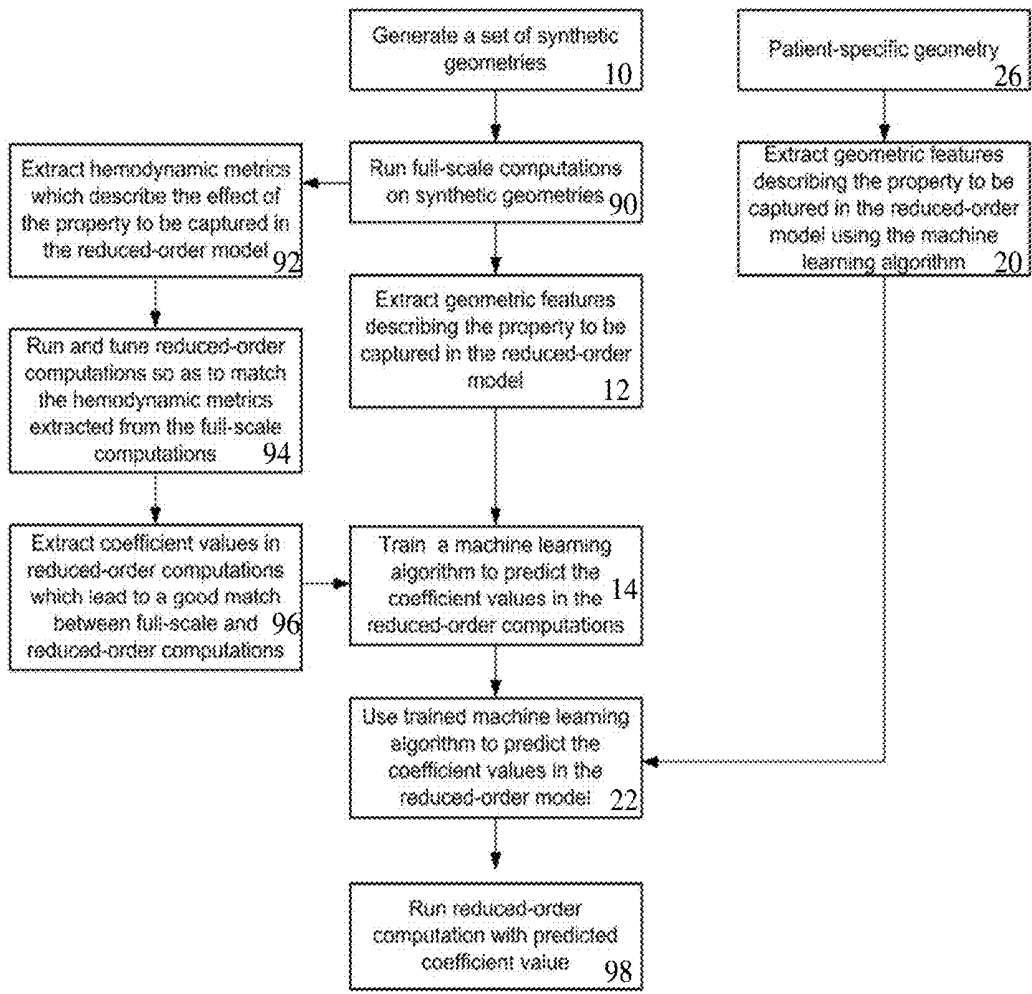 Generate a set of synthetic
geometries
10
Patient-specific geometry
26
Extract hemodynamic metrics
which describe the effect of
the property to be captured in
the reduced-order model
92
Run full-scale computations
on synthetic geometries
90
Extract geometric features
describing the property to be
captured in the reduced-order
model using the machine
learning algorithm
20
Extract geometric features
describing the property to be
captured in the reduced-order
model
12
Run and tune reduced-order
computations so as to match
the hemodynamic metrics
extracted from the full-scale
computations
94
Extract coefficient values in
reduced-order computations
which lead to a good match
between full-scale and
reduced-order computations
96
Train a machine learning
algorithm to predict the
coefficient values in the
reduced-order computations
14
Use trained machine learning
algorithm to predict the
coefficient values in the
reduced-order model
22
Run reduced-order
computation with predicted
coefficient value
98